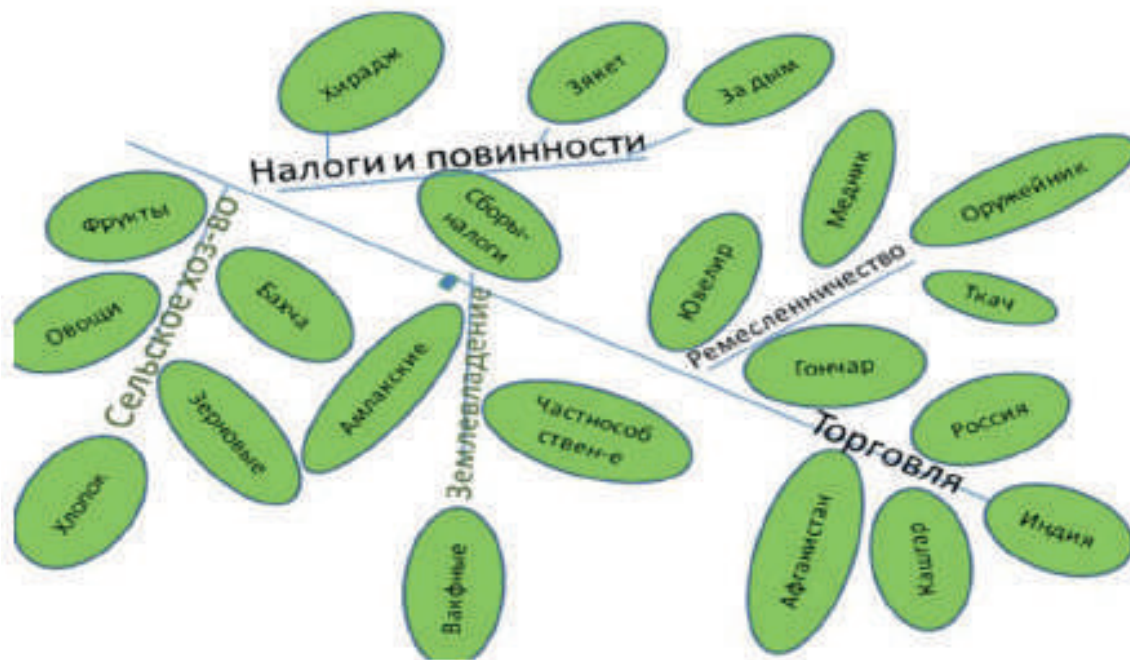 Хирадж
Зякет
За дым
Налоги и повинности
Сборы-
налоги
Медник
Оружейник
Ювелир
Ремесленничество
Ткач
Гончар
Фрукты
Сельское хоз-во
Овощи
Бахча
Зерновые
Хлопок
Амлакские
Землевладение
Частнособ
ствен-е
Вакфные
Торговля
Россия
Индия
Кашгар
Афганистан